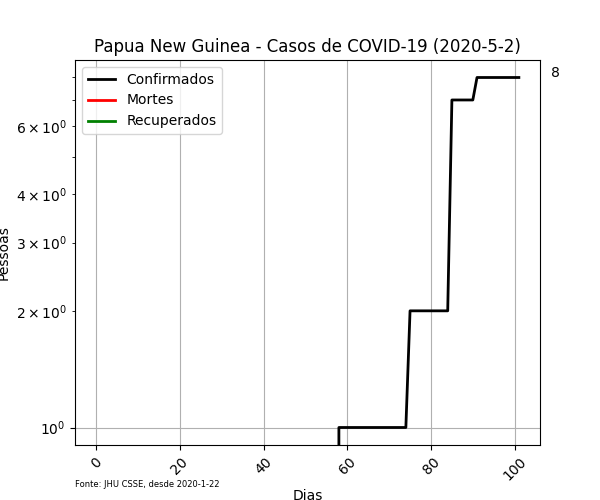 Papua New Guinea - Casos de COVID-19 (2020-5-2)
8
Confirmados
Mortes
Recuperados
6 × 10⁰
4 × 10⁰
3 × 10⁰
2 × 10⁰
10⁰
Pessoas
0 20 40 60 80 100
Fonte: JHU CSSE, desde 2020-1-22
Dias